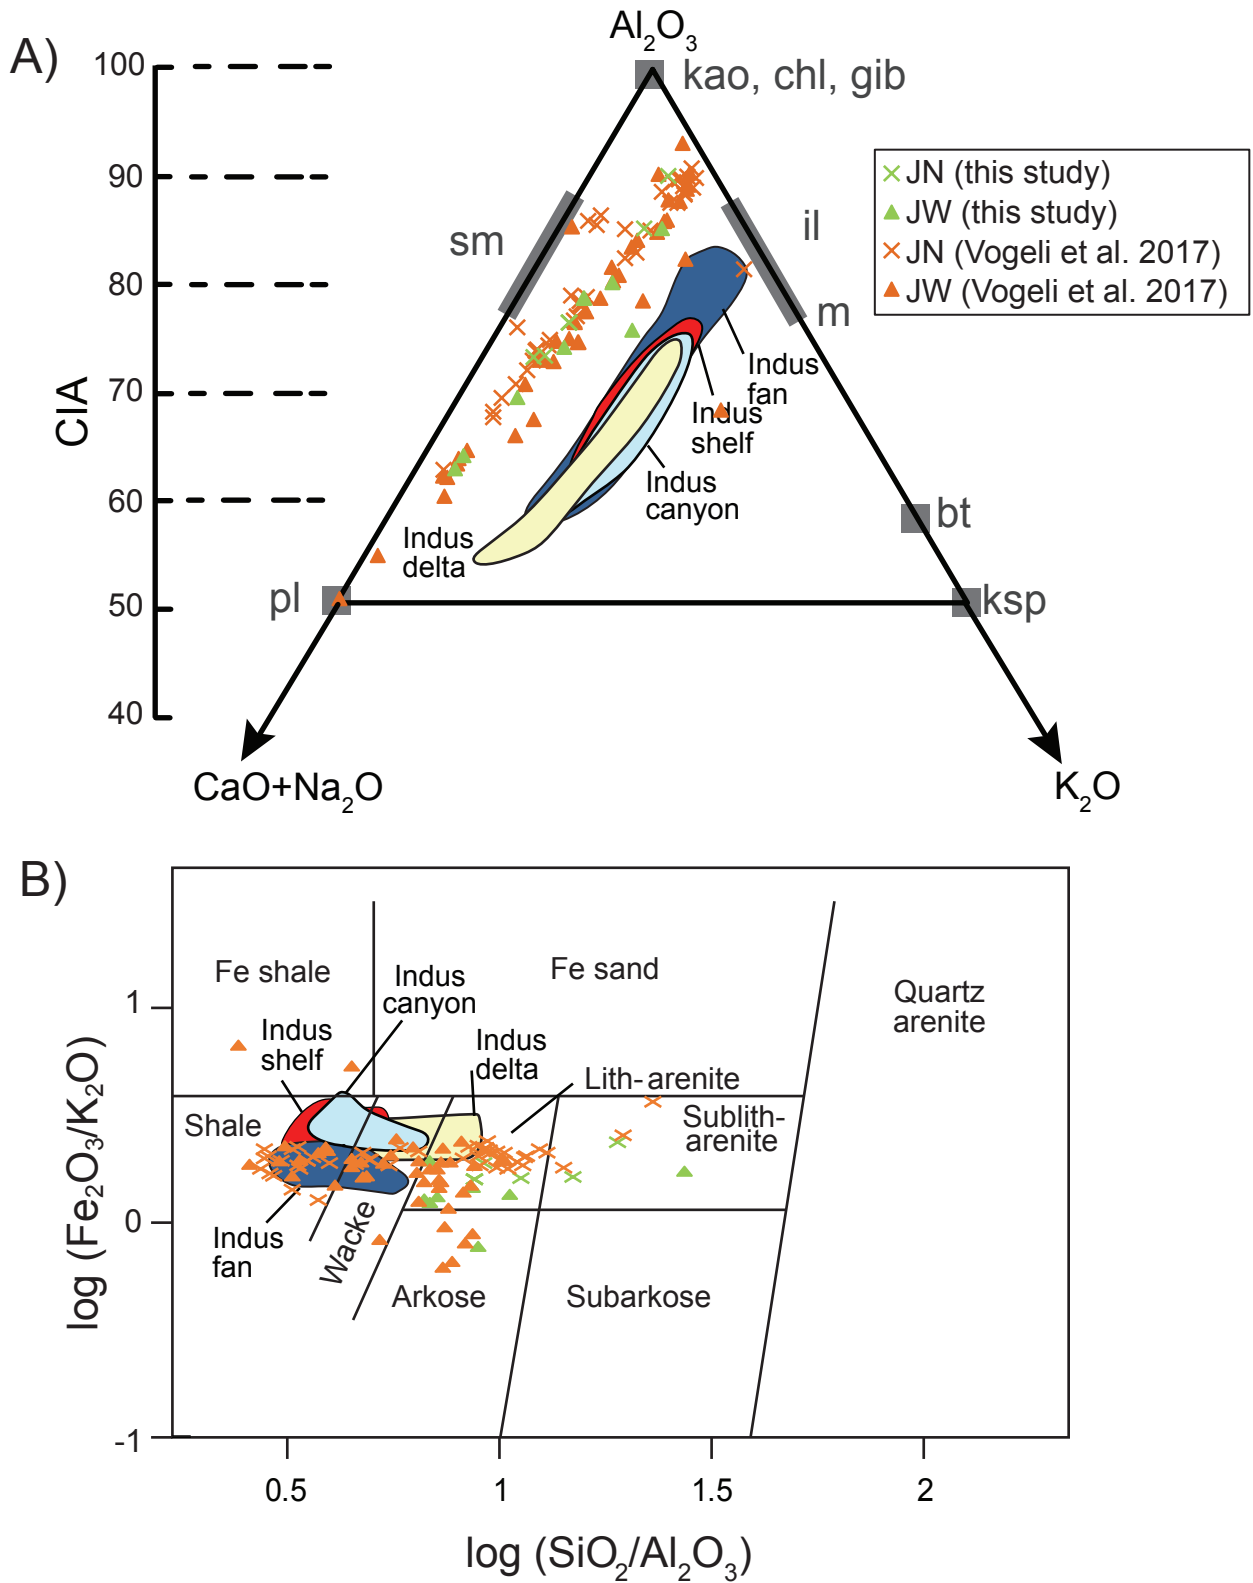 A)
Al₂O₃
100
kao, chl, gib
90
JN (this study)
JW (this study)
JN (Vogeli et al. 2017)
JW (Vogeli et al. 2017)
sm
il
80
m
Indus
fan
70
CIA
Indus
shelf
Indus
canyon
60
bt
Indus
delta
pl
50
ksp
40
CaO+Na₂O
K₂O
B)
Fe shale
Indus
canyon
Fe sand
Quartz
arenite
1
Indus
shelf
Indus
delta
Lith-arenite
Shale
Sublith-
arenite
0
Indus
fan
Wacke
Arkose
Subarkose
-1
log (Fe₂O₃/K₂O)
0.5
1
1.5
2
log (SiO₂/Al₂O₃)